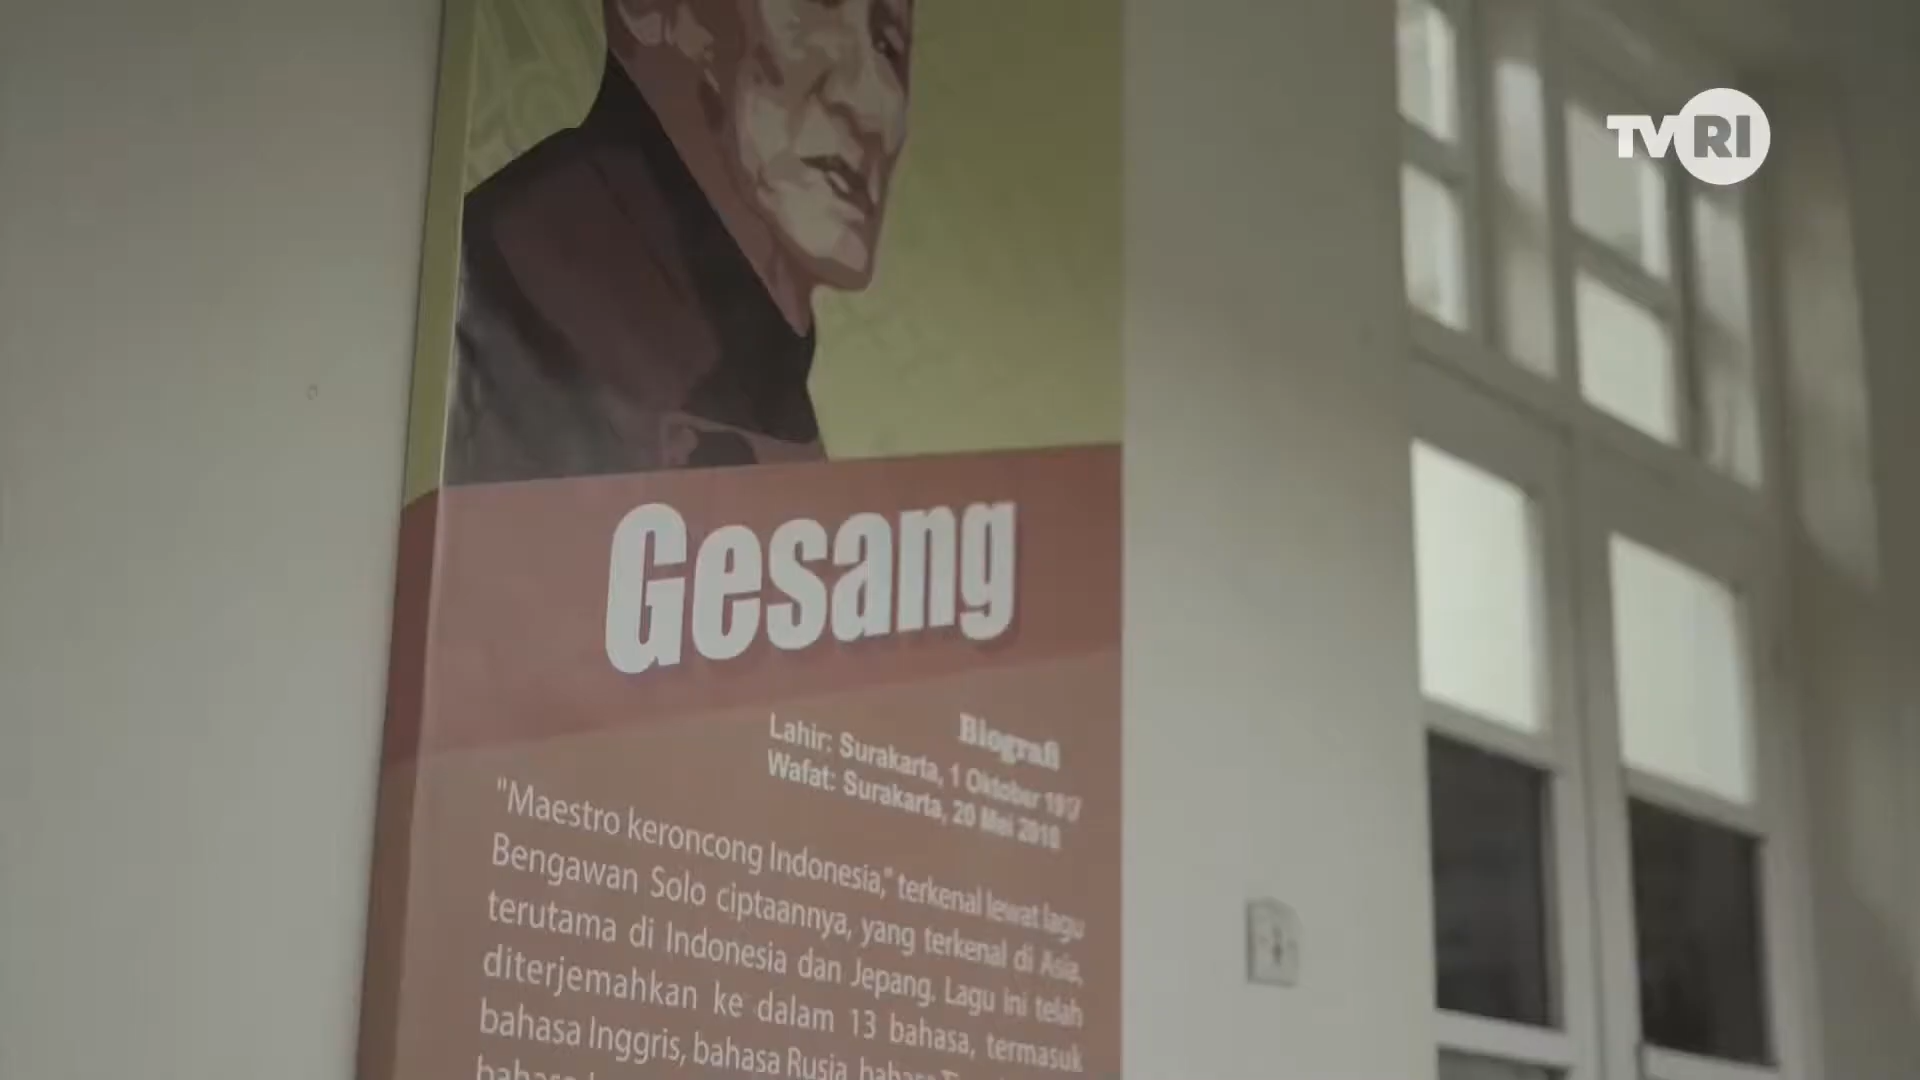 TVRI
Gesang
Biografi
Lahir: Surakarta, 1 Oktober 1917
Wafat: Surakarta, 20 Mei 2010
"Maestro keroncong Indonesia," terkenal lewat lagu
Bengawan Solo ciptaannya, yang terkenal di Asia,
terutama di Indonesia dan Jepang. Lagu ini telah
diterjemahkan ke dalam 13 bahasa, termasuk
bahasa Inggris, bahasa Rusia, bahasa